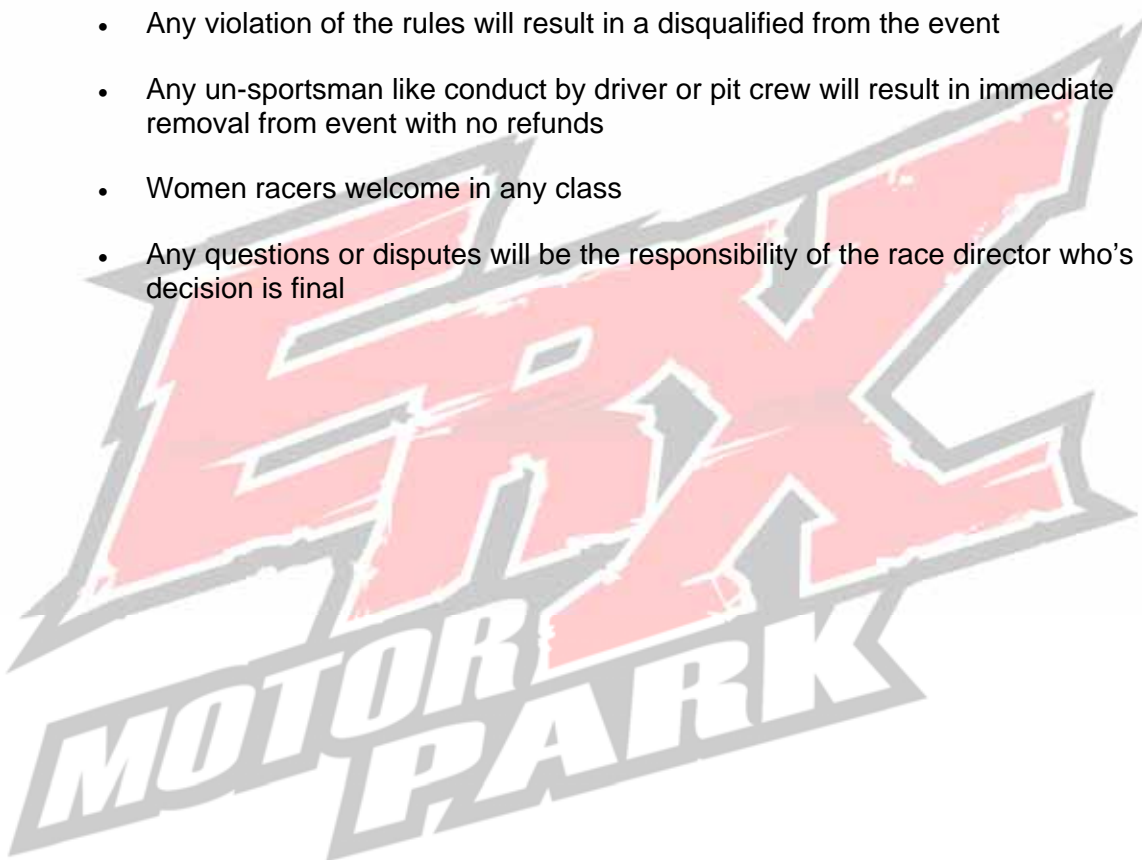 • Any violation of the rules will result in a disqualified from the event
• Any un-sportsman like conduct by driver or pit crew will result in immediate
removal from event with no refunds
• Women racers welcome in any class
• Any questions or disputes will be the responsibility of the race director who’s
decision is final
ERX
MOTOR
PARK